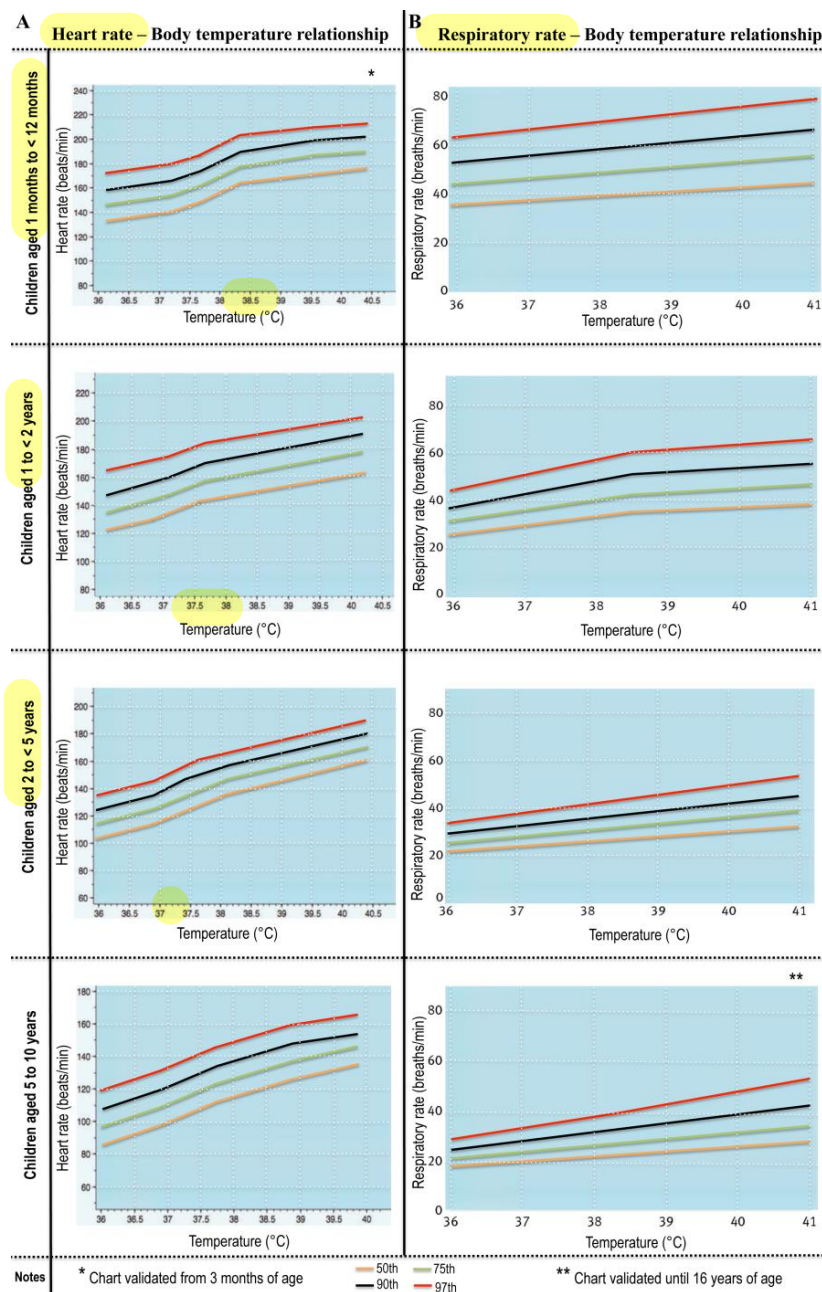 A
Heart rate – Body temperature relationship
B
Respiratory rate – Body temperature relationship
Children aged 1 months to < 12 months
Heart rate (beats/min)
240
220
200
180
160
140
120
100
80
36 36.5 37 37.5 38 38.5 39 39.5 40 40.5
Temperature (°C)
*
Respiratory rate (breaths/min)
80
60
40
20
0
36 37 38 39 40 41
Temperature (°C)
Children aged 1 to < 2 years
Heart rate (beats/min)
220
200
180
160
140
120
100
80
36 36.5 37 37.5 38 38.5 39 39.5 40 40.5
Temperature (°C)
Respiratory rate (breaths/min)
80
60
40
20
0
36 37 38 39 40 41
Temperature (°C)
Children aged 2 to < 5 years
Heart rate (beats/min)
200
180
160
140
120
100
80
60
36 36.5 37 37.5 38 38.5 39 39.5 40 40.5
Temperature (°C)
Respiratory rate (breaths/min)
80
60
40
20
0
36 37 38 39 40 41
Temperature (°C)
Children aged 5 to 10 years
Heart rate (beats/min)
180
160
140
120
100
80
60
36 36.5 37 37.5 38 38.5 39 39.5 40
Temperature (°C)
**
Respiratory rate (breaths/min)
80
60
40
20
0
36 37 38 39 40 41
Temperature (°C)
Notes
* Chart validated from 3 months of age
50th 75th
90th 97th
** Chart validated until 16 years of age